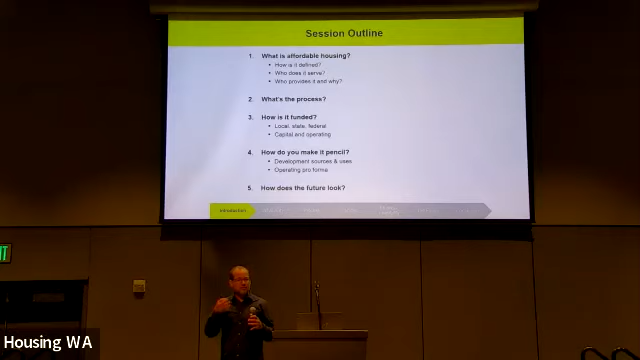 Session Outline
1. What is affordable housing?
• How is it defined?
• Who does it serve?
• Who provides it and why?
2. What's the process?
3. How is it funded?
• Local, state, federal
• Capital and operating
4. How do you make it pencil?
• Development sources & uses
• Operating pro forma
5. How does the future look?
Introduction
IT
Housing WA